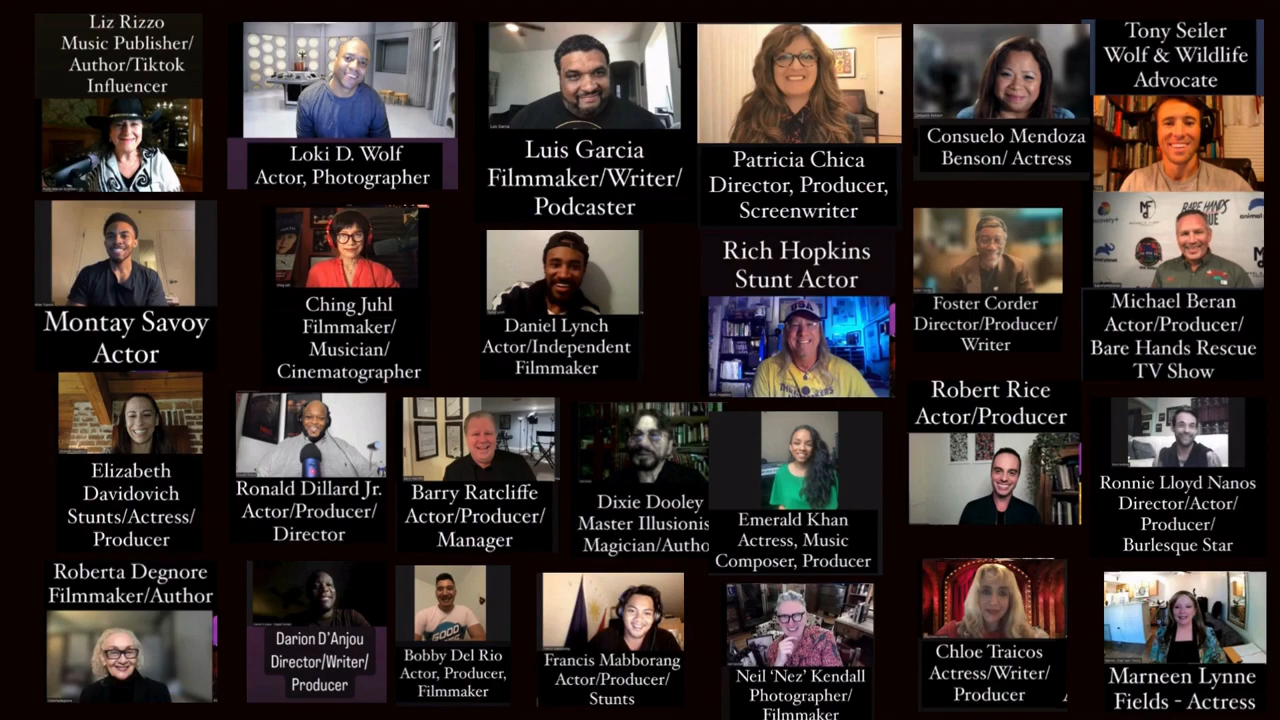 Liz Rizzo
Music Publisher/
Author/Tiktok
Influencer
Loki D. Wolf
Actor, Photographer
Luis Garcia
Filmmaker/Writer/
Podcaster
Patricia Chica
Director, Producer,
Screenwriter
Consuelo Mendoza
Benson/ Actress
Tony Seiler
Wolf & Wildlife
Advocate
Montay Savoy
Actor
Ching Juhl
Filmmaker/
Musician/
Cinematographer
Daniel Lynch
Actor/Independent
Filmmaker
Rich Hopkins
Stunt Actor
Foster Corder
Director/Producer/
Writer
BARE HANDS
Michael Beran
Actor/Producer/
Bare Hands Rescue
TV Show
Elizabeth
Davidovich
Stunts/Actress/
Producer
Ronald Dillard Jr.
Actor/Producer/
Director
Barry Ratcliffe
Actor/Producer/
Manager
Dixie Dooley
Master Illusionis
Magician/Autho
Emerald Khan
Actress, Music
Composer, Producer
Robert Rice
Actor/Producer
Ronnie Lloyd Nanos
Director/Actor/
Producer/
Burlesque Star
Roberta Degnore
Filmmaker/Author
Darion D'Anjou
Director/Writer/
Producer
GOOD
Bobby Del Rio
Actor, Producer,
Filmmaker
Francis Mabborang
Actor/Producer/
Stunts
Neil 'Nez' Kendall
Photographer/
Filmmaker
Chloe Traicos
Actress/Writer/
Producer
Marneen Lynne
Fields - Actress